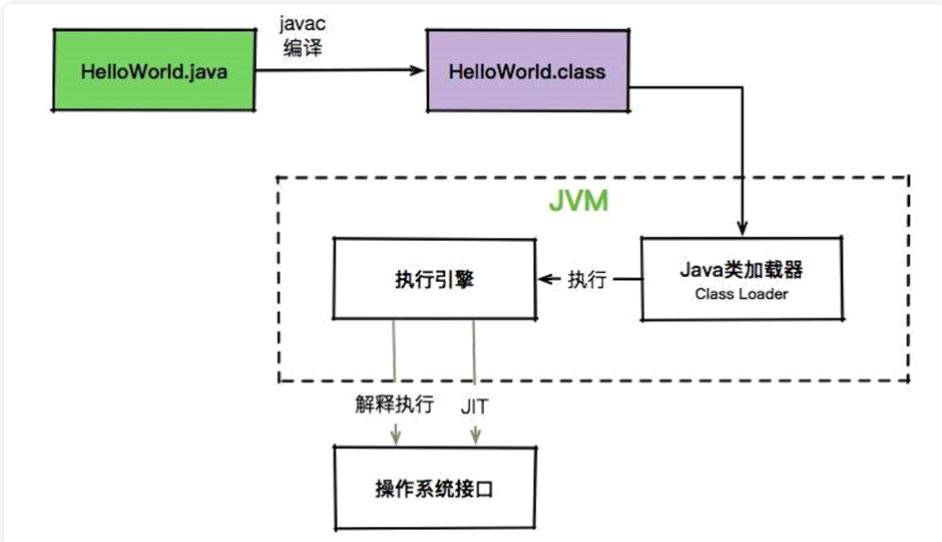 javac
编译
HelloWorld.java
HelloWorld.class
JVM
执行引擎
执行
Java类加载器
Class Loader
解释执行
JIT
操作系统接口